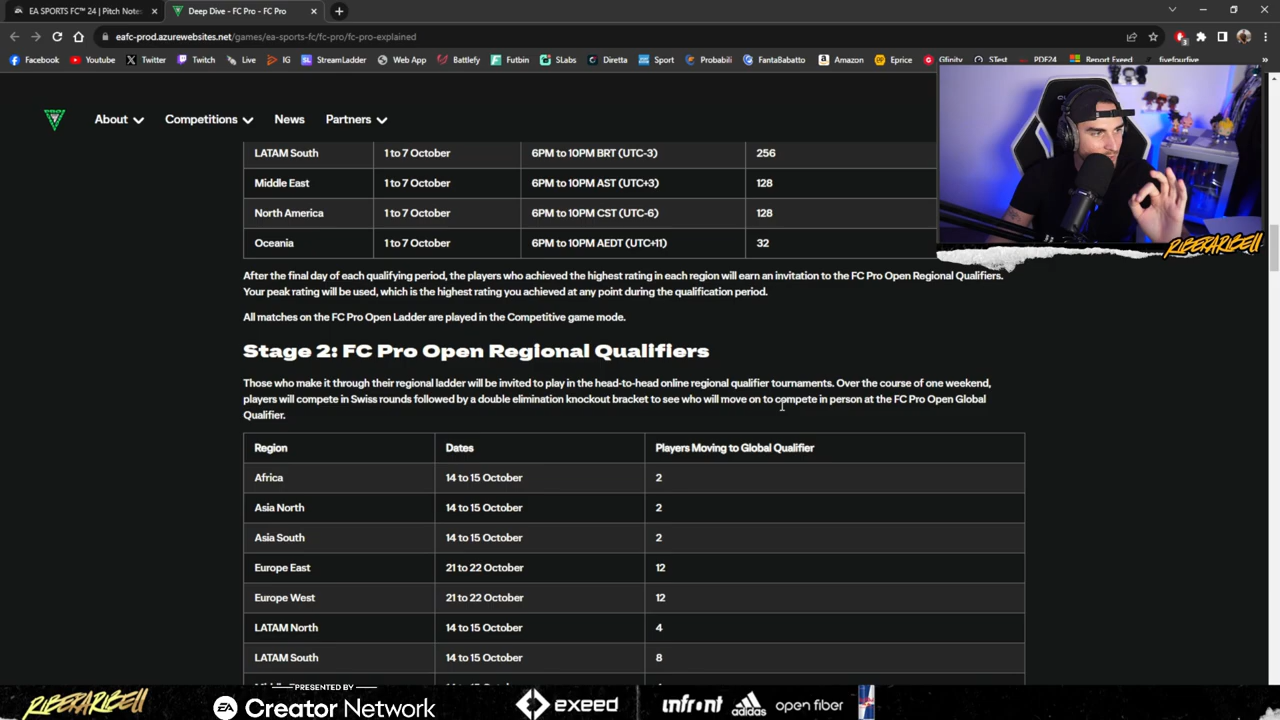 EA SPORTS FC™ 24 | Pitch Note
Deep Dive - FC Pro - FC Pro
eafc-prod.azurewebsites.net/games/ea-sports-fc/fc-pro/fc-pro-explained
Facebook Youtube Twitter Twitch Live IG StreamLadder Web App Battlefy Futbin SLabs Diretta Sport Probabili FantaBabatto Amazon Eprice Gfinity STest PDF24 Report Exeed fivefourfive
About Competitions News Partners
LATAM South 1 to 7 October 6PM to 10PM BRT (UTC-3) 256
Middle East 1 to 7 October 6PM to 10PM AST (UTC+3) 128
North America 1 to 7 October 6PM to 10PM CST (UTC-6) 128
Oceania 1 to 7 October 6PM to 10PM AEDT (UTC+11) 32
RIBERARIBELL
After the final day of each qualifying period, the players who achieved the highest rating in each region will earn an invitation to the FC Pro Open Regional Qualifiers.
Your peak rating will be used, which is the highest rating you achieved at any point during the qualification period.
All matches on the FC Pro Open Ladder are played in the Competitive game mode.
Stage 2: FC Pro Open Regional Qualifiers
Those who make it through their regional ladder will be invited to play in the head-to-head online regional qualifier tournaments. Over the course of one weekend,
players will compete in Swiss rounds followed by a double elimination knockout bracket to see who will move on to compete in person at the FC Pro Open Global
Qualifier.
Region Dates Players Moving to Global Qualifier
Africa 14 to 15 October 2
Asia North 14 to 15 October 2
Asia South 14 to 15 October 2
Europe East 21 to 22 October 12
Europe West 21 to 22 October 12
LATAM North 14 to 15 October 4
LATAM South 14 to 15 October 8
RIBERARIBELL
PRESENTED BY
EA Creator Network
exeed
infront
adidas
open fiber